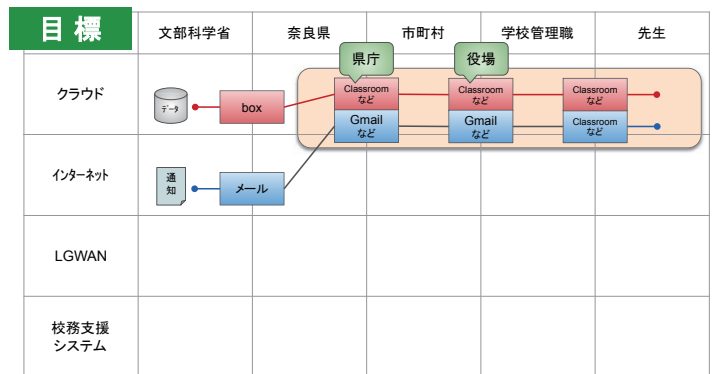 目標
文部科学省
奈良県
市町村
学校管理職
先生
県庁
役場
クラウド
データ
box
Classroom
など
Classroom
など
Classroom
など
Gmail
など
Gmail
など
Classroom
など
インターネット
通
知
メール
LGWAN
校務支援
システム